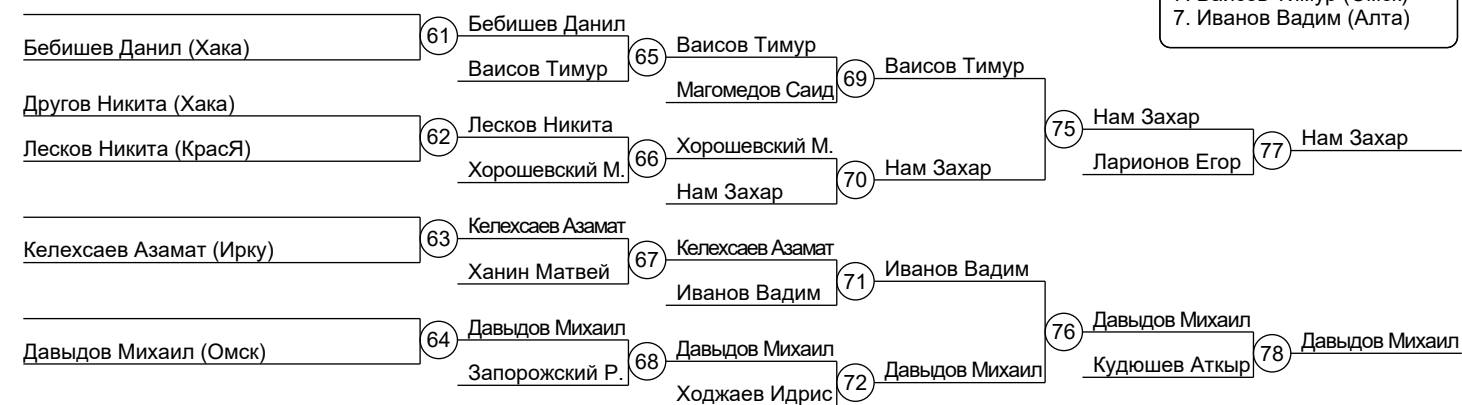 7. Иванов Вадим (Алта)
Бебишев Данил (Хака)
61
Бебишев Данил
Ваисов Тимур
65
Ваисов Тимур
Магомедов Саид
69
Ваисов Тимур
Другов Никита (Хака)
Лесков Никита (КрасЯ)
62
Лесков Никита
Хорошевский М.
66
Хорошевский М.
Нам Захар
70
Нам Захар
75
Нам Захар
Ларионов Егор
77
Нам Захар
Келехсаев Азамат (Ирку)
63
Келехсаев Азамат
Ханин Матвей
67
Келехсаев Азамат
Иванов Вадим
71
Иванов Вадим
Давыдов Михаил (Омск)
64
Давыдов Михаил
Запорожский Р.
68
Давыдов Михаил
Ходжаев Идрис
72
Давыдов Михаил
76
Давыдов Михаил
Кудюшев Аткыр
78
Давыдов Михаил